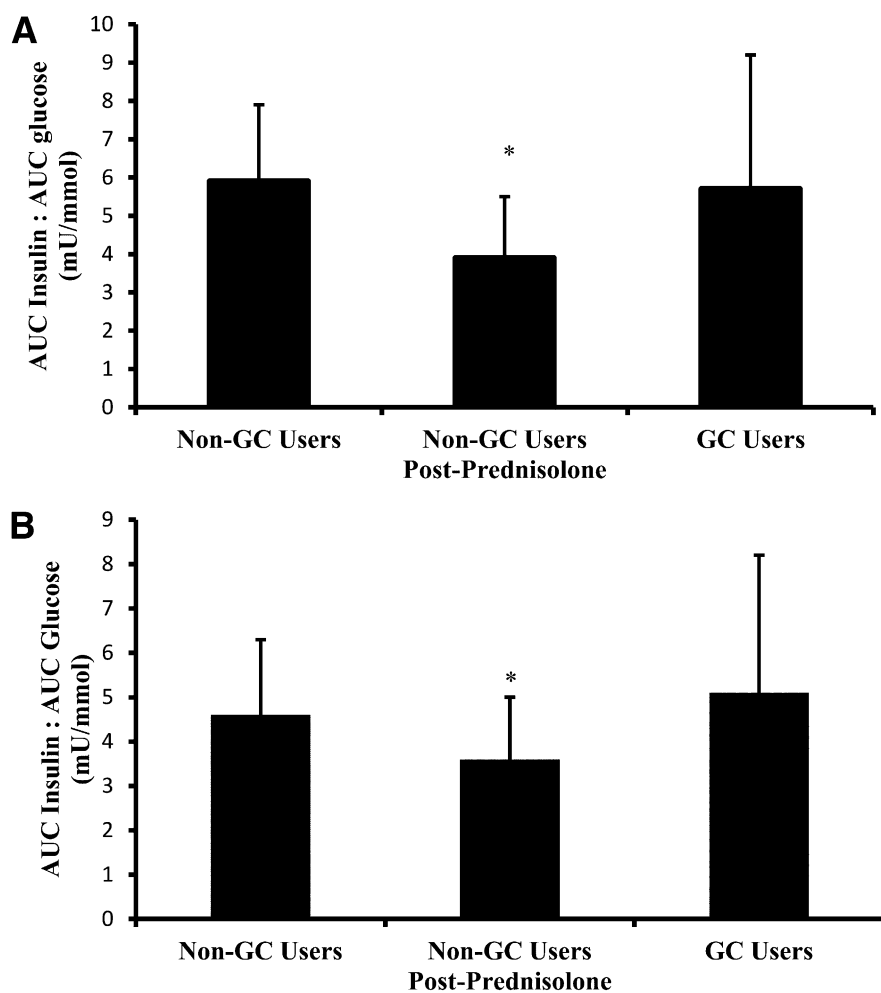 A
AUC Insulin : AUC glucose
(mU/mmol)
10
9
8
7
6
5
4
3
2
1
0
*
Non-GC Users
Non-GC Users
Post-Prednisolone
GC Users
B
AUC Insulin : AUC Glucose
(mU/mmol)
9
8
7
6
5
4
3
2
1
0
*
Non-GC Users
Non-GC Users
Post-Prednisolone
GC Users